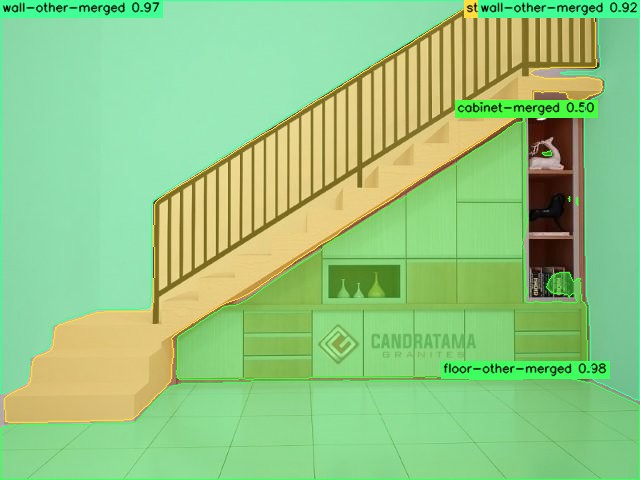 wall-other-merged 0.97
st
wall-other-merged 0.92
cabinet-merged 0.50
CANDRATAMA
GRANITES
floor-other-merged 0.98